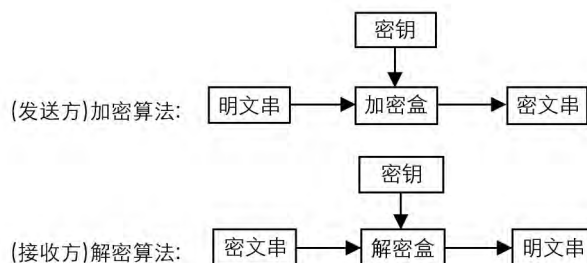 密钥
(发送方)加密算法: 明文串 加密盒 密文串
密钥
(接收方)解密算法: 密文串 解密盒 明文串